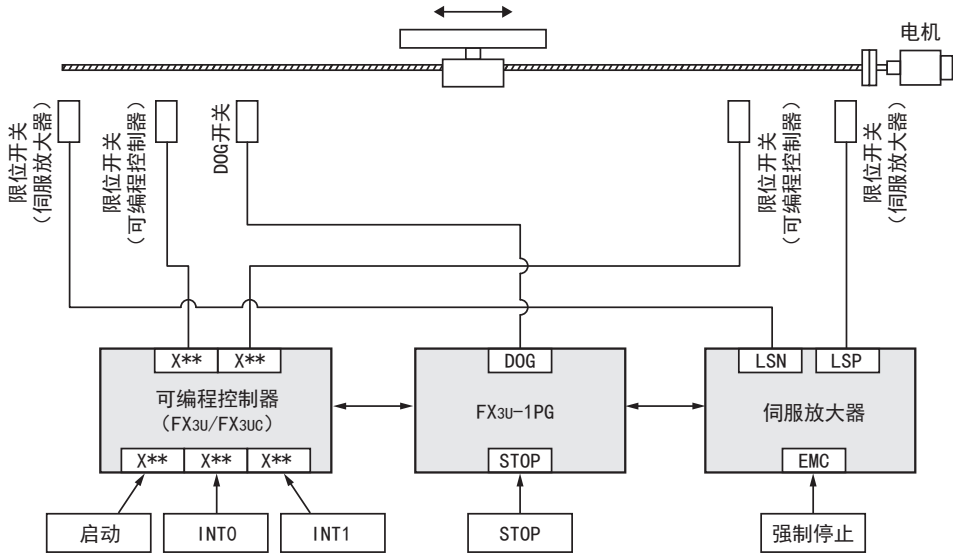 电机
限位开关
（伺服放大器）
限位开关
（可编程控制器）
DOG开关
限位开关
（可编程控制器）
限位开关
（伺服放大器）
X** X**
DOG
LSN LSP
可编程控制器
（FX3U/FX3UC）
FX3U-1PG
伺服放大器
X** X** X**
STOP
EMC
启动
INT0
INT1
STOP
强制停止